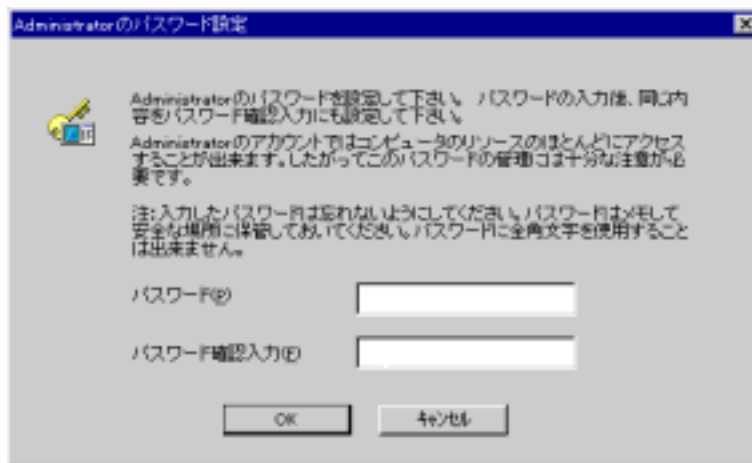 Administratorのパスワード設定
Administratorのパスワードを設定して下さい。 パスワードの入力後、同じ内
容をパスワード確認入力にも設定して下さい。
Administratorのアカウントではコンピュータのリソースのほとんどにアクセス
することが出来ます。したがってこのパスワードの管理には十分な注意が必
要です。
注:入力したパスワードは忘れないようにしてください。パスワードはメモして
安全な場所に保管しておいてください。パスワードに全角文字を使用すること
は出来ません。
パスワード(P)
パスワード確認入力(F)
OK キャンセル